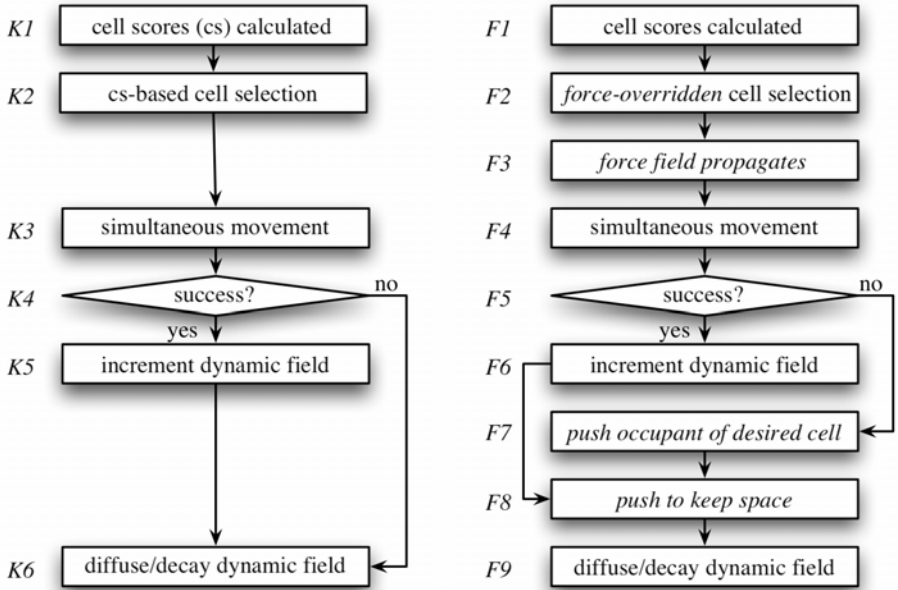 K1 cell scores (cs) calculated
K2 cs-based cell selection
K3 simultaneous movement
K4 success?
no
yes
K5 increment dynamic field
K6 diffuse/decay dynamic field
F1 cell scores calculated
F2 force-overridden cell selection
F3 force field propagates
F4 simultaneous movement
F5 success?
no
yes
F6 increment dynamic field
F7 push occupant of desired cell
F8 push to keep space
F9 diffuse/decay dynamic field